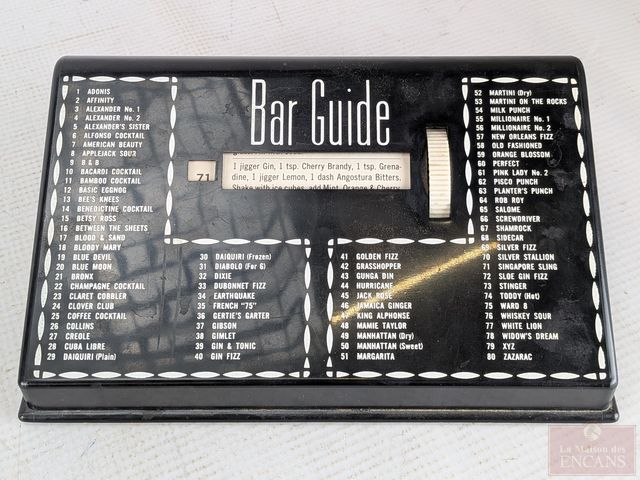 Bar Guide
71
1 jigger Gin, 1 tsp. Cherry Brandy, 1 tsp. Grena-
dine, 1 jigger Lemon, 1 dash Angostura Bitters.
Shake with ice cubes, add Mint, Orange & Cherry
1 ADONIS
2 AFFINITY
3 ALEXANDER No. 1
4 ALEXANDER No. 2
5 ALEXANDER'S SISTER
6 ALFONSO COCKTAIL
7 AMERICAN BEAUTY
8 APPLEJACK SOUR
9 B & B
10 BACARDI COCKTAIL
11 BAMBOO COCKTAIL
12 BASIC EGGNOG
13 BEE'S KNEES
14 BENEDICTINE COCKTAIL
15 BETSY ROSS
16 BETWEEN THE SHEETS
17 BLOOD & SAND
18 BLOODY MARY
19 BLUE DEVIL
20 BLUE MOON
21 BRONX
22 CHAMPAGNE COCKTAIL
23 CLARET COBBLER
24 CLOVER CLUB
25 COFFEE COCKTAIL
26 COLLINS
27 CREOLE
28 CUBA LIBRE
29 DAIQUIRI (Plain)
30 DAIQUIRI (Frozen)
31 DIABOLO (For 6)
32 DIXIE
33 DUBONNET FIZZ
34 EARTHQUAKE
35 FRENCH "75"
36 GERTIE'S GARTER
37 GIBSON
38 GIMLET
39 GIN & TONIC
40 GIN FIZZ
41 GOLDEN FIZZ
42 GRASSHOPPER
43 GUNGA DIN
44 HURRICANE
45 JACK ROSE
46 JAMAICA GINGER
47 KING ALPHONSE
48 MAMIE TAYLOR
49 MANHATTAN (Dry)
50 MANHATTAN (Sweet)
51 MARGARITA
52 MARTINI (Dry)
53 MARTINI ON THE ROCKS
54 MILK PUNCH
55 MILLIONAIRE No. 1
56 MILLIONAIRE No. 2
57 NEW ORLEANS FIZZ
58 OLD FASHIONED
59 ORANGE BLOSSOM
60 PERFECT
61 PINK LADY No. 2
62 PISCO PUNCH
63 PLANTER'S PUNCH
64 ROB ROY
65 SALOME
66 SCREWDRIVER
67 SHAMROCK
68 SIDECAR
69 SILVER FIZZ
70 SILVER STALLION
71 SINGAPORE SLING
72 SLOE GIN FIZZ
73 STINGER
74 TODDY (Hot)
75 WARD 8
76 WHISKEY SOUR
77 WHITE LION
78 WIDOW'S DREAM
79 XYZ
80 ZAZARAC
La Maison des
ENCANS